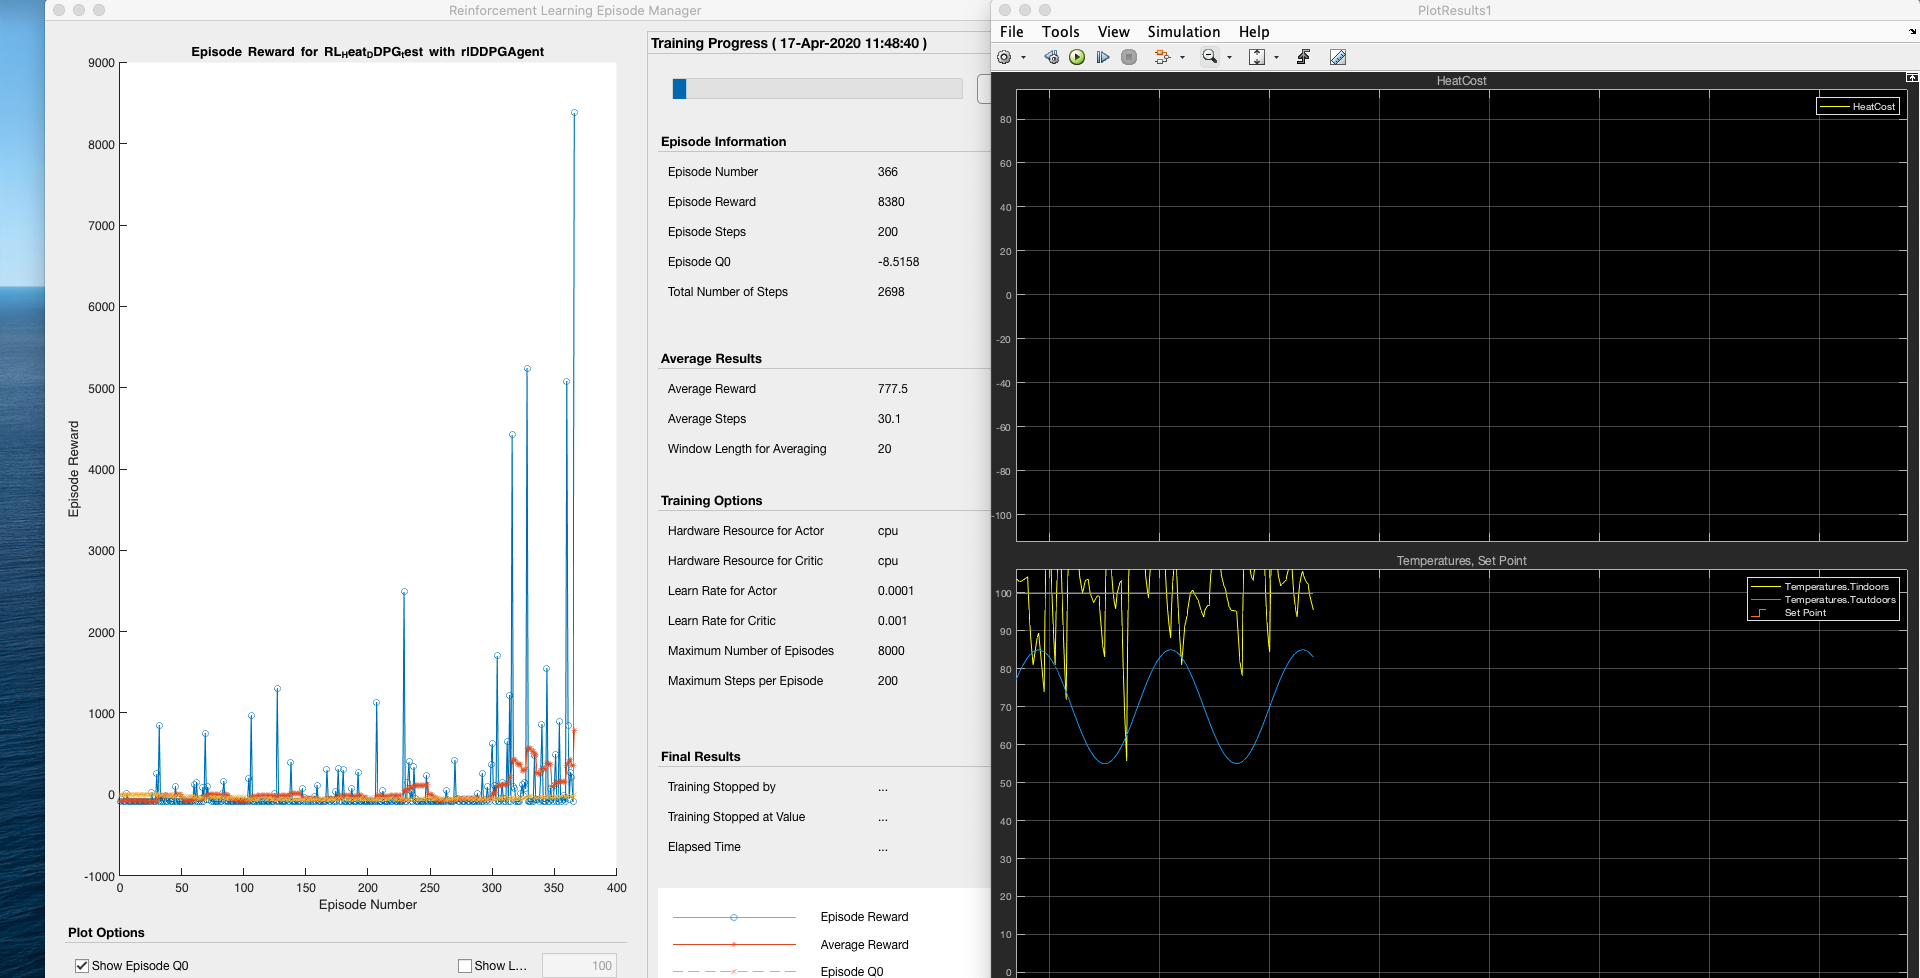 Reinforcement Learning Episode Manager
Episode Reward for RLHeatDDPGtest with rlDDPGAgent
9000
8000
7000
6000
5000
4000
3000
2000
1000
0
-1000
Episode Reward
0 50 100 150 200 250 300 350 400
Episode Number
Plot Options
Show Episode Q0
Show L...
100
Training Progress ( 17-Apr-2020 11:48:40 )
Episode Information
Episode Number 366
Episode Reward 8380
Episode Steps 200
Episode Q0 -8.5158
Total Number of Steps 2698
Average Results
Average Reward 777.5
Average Steps 30.1
Window Length for Averaging 20
Training Options
Hardware Resource for Actor cpu
Hardware Resource for Critic cpu
Learn Rate for Actor 0.0001
Learn Rate for Critic 0.001
Maximum Number of Episodes 8000
Maximum Steps per Episode 200
Final Results
Training Stopped by ...
Training Stopped at Value ...
Elapsed Time ...
Episode Reward
Average Reward
Episode Q0
PlotResults1
File Tools View Simulation Help
HeatCost
HeatCost
80
60
40
20
0
-20
-40
-60
-80
-100
Temperatures, Set Point
Temperatures.Tindoors
Temperatures.Toutdoors
Set Point
100
90
80
70
60
50
40
30
20
10
0